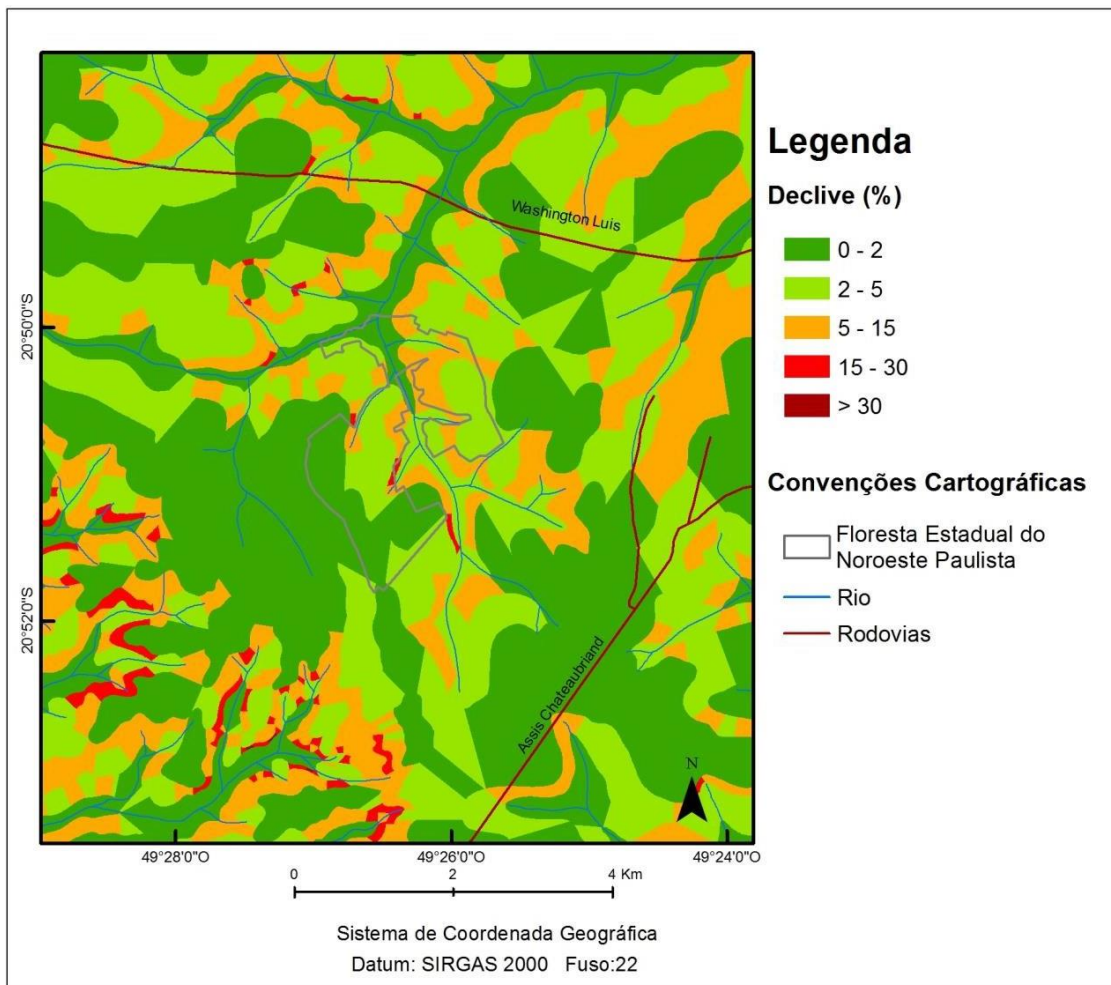 Washington Luis
Assis Chateaubriand
N
20°50'0"S
20°52'0"S
49°28'0"O
49°26'0"O
49°24'0"O
0
2
4 Km
Sistema de Coordenada Geográfica
Datum: SIRGAS 2000 Fuso:22
Legenda
Declive (%)
0 - 2
2 - 5
5 - 15
15 - 30
> 30
Convenções Cartográficas
Floresta Estadual do
Noroeste Paulista
Rio
Rodovias